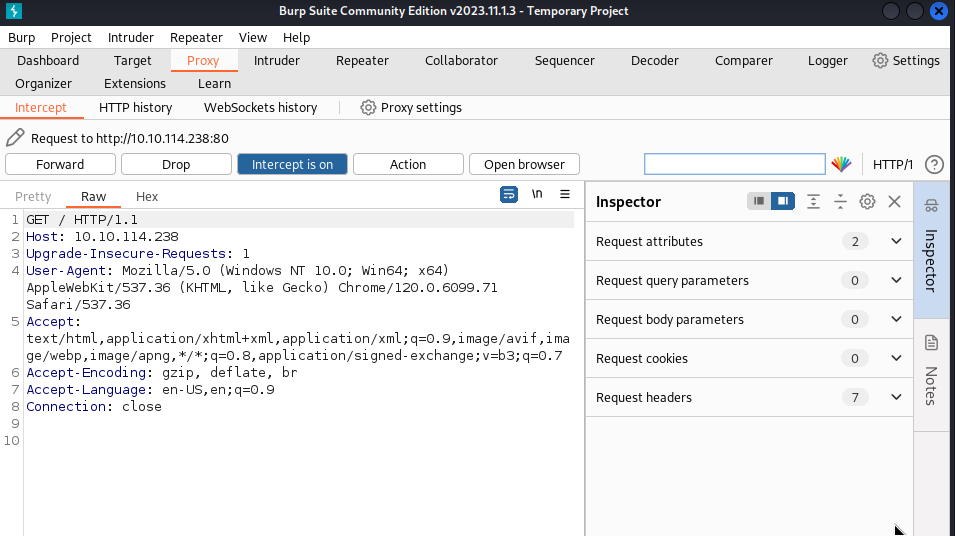 Burp Suite Community Edition v2023.11.1.3 - Temporary Project
Burp Project Intruder Repeater View Help
Dashboard Target Proxy Intruder Repeater Collaborator Sequencer Decoder Comparer Logger Settings
Organizer Extensions Learn
Intercept HTTP history WebSockets history Proxy settings
Request to http://10.10.114.238:80
Forward Drop Intercept is on Action Open browser HTTP/1 ?
Pretty Raw Hex \n
1 GET / HTTP/1.1
2 Host: 10.10.114.238
3 Upgrade-Insecure-Requests: 1
4 User-Agent: Mozilla/5.0 (Windows NT 10.0; Win64; x64)
AppleWebKit/537.36 (KHTML, like Gecko) Chrome/120.0.6099.71
Safari/537.36
5 Accept:
text/html,application/xhtml+xml,application/xml;q=0.9,image/avif,ima
ge/webp,image/apng,*/*;q=0.8,application/signed-exchange;v=b3;q=0.7
6 Accept-Encoding: gzip, deflate, br
7 Accept-Language: en-US,en;q=0.9
8 Connection: close
9
10
Inspector
Request attributes 2
Request query parameters 0
Request body parameters 0
Request cookies 0
Request headers 7
Inspector
Notes